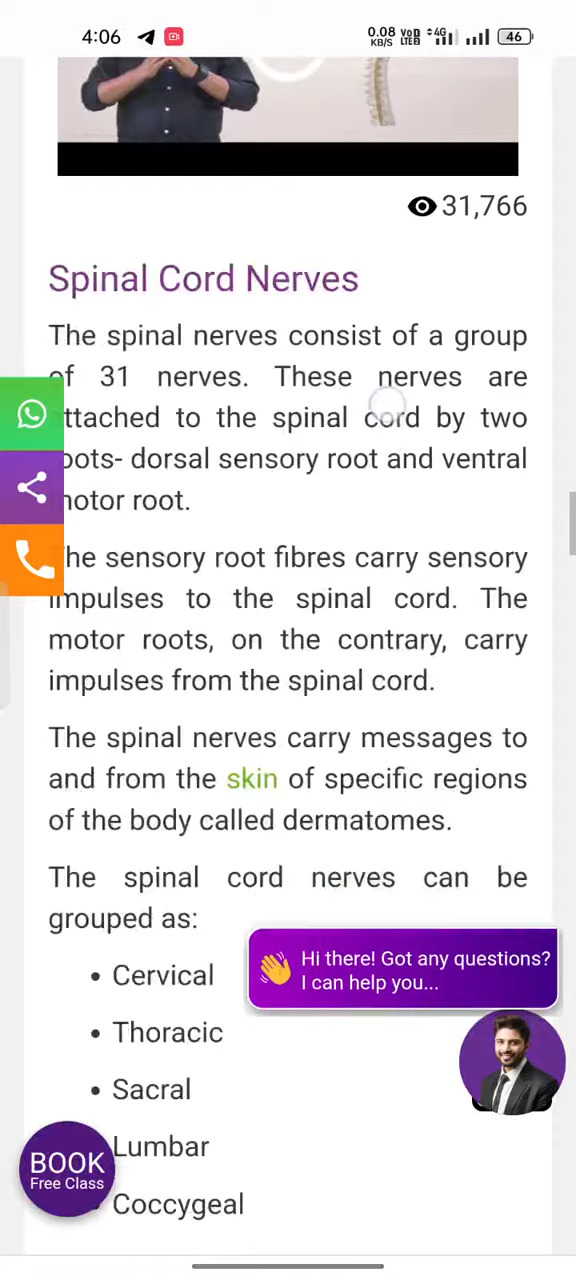 4:06
0.08 KB/S VoD LTE2 4G 46
31,766
Spinal Cord Nerves
The spinal nerves consist of a group
of 31 nerves. These nerves are
ttached to the spinal cord by two
oots- dorsal sensory root and ventral
notor root.
The sensory root fibres carry sensory
impulses to the spinal cord. The
motor roots, on the contrary, carry
impulses from the spinal cord.
The spinal nerves carry messages to
and from the skin of specific regions
of the body called dermatomes.
The spinal cord nerves can be
grouped as:
• Cervical
Hi there! Got any questions?
I can help you...
• Thoracic
• Sacral
Lumbar
BOOK
Free Class
• Coccygeal